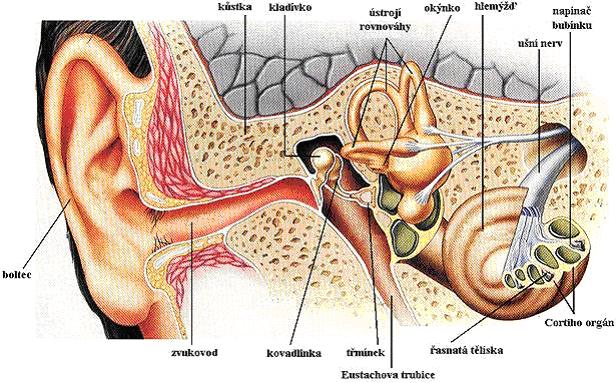 kůstka
kladívko
ústrojí
rovnováhy
okýnko
hlemýžď
napínač
bubínku
ušní nerv
boltec
zvukovod
kovadlinka
třmínek
Eustachova trubice
řasnatá tělíska
Cortiho orgán